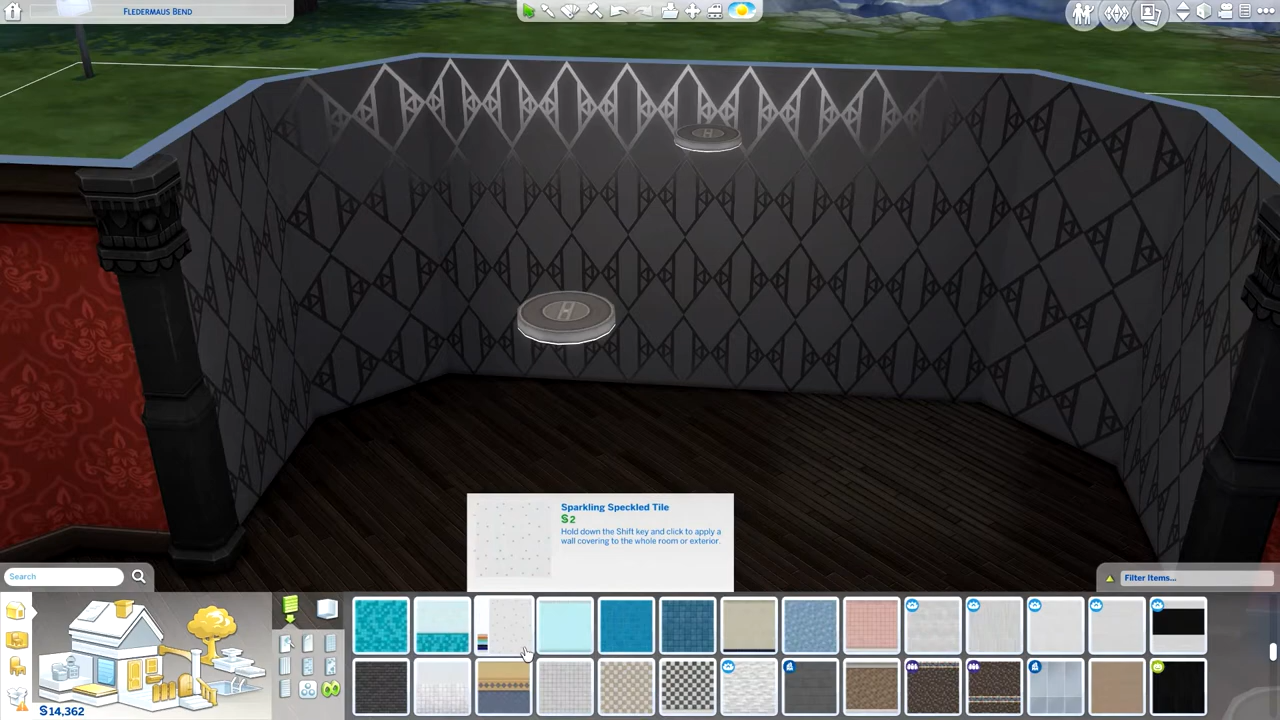 FLEDERMAUS BEND
Sparkling Speckled Tile
§2
Hold down the Shift key and click to apply a
wall covering to the whole room or exterior.
Search
Filter Items...
§14,362